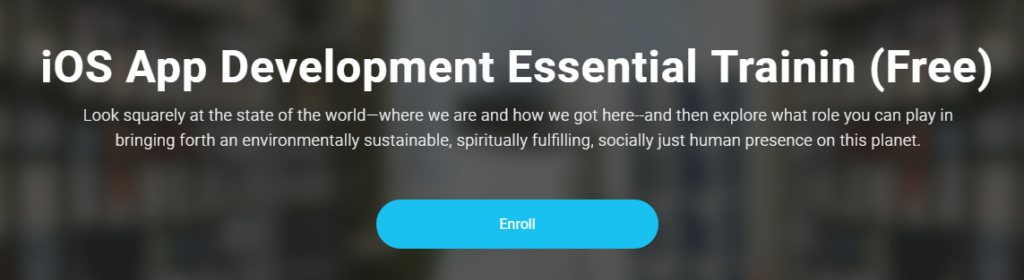 iOS App Development Essential Trainin (Free)
Look squarely at the state of the world—where we are and how we got here--and then explore what role you can play in
bringing forth an environmentally sustainable, spiritually fulfilling, socially just human presence on this planet.
Enroll